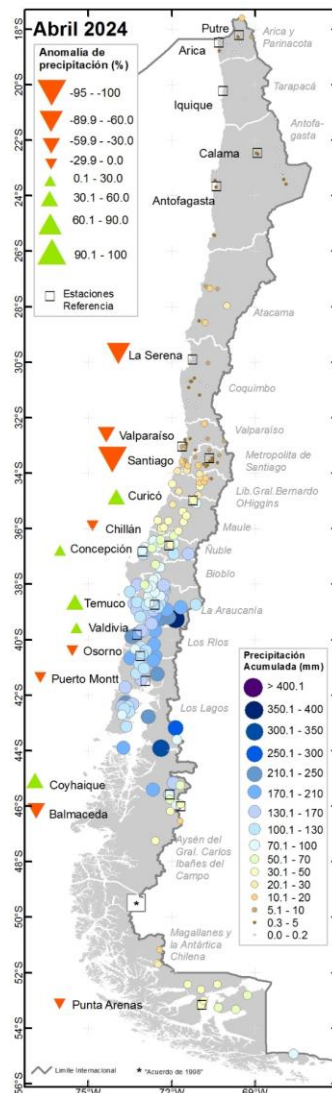 Abril 2024
Anomalía de
precipitación (%)
-95 - -100
-89.9 - -60.0
-59.9 - -30.0
-29.9 - 0.0
0.1 - 30.0
30.1 - 60.0
60.1 - 90.0
90.1 - 100
Estaciones
Referencia
18°S
20°S
22°S
24°S
26°S
28°S
30°S
32°S
34°S
36°S
38°S
40°S
42°S
44°S
46°S
48°S
50°S
52°S
54°S
56°S
Putre
Arica
Arica y
Parinacota
Tarapacá
Iquique
Antofa-
gasta
Calama
Antofagasta
Atacama
La Serena
Coquimbo
Valparaíso
Valparaíso
Santiago
Metropolita de
Santiago
Curicó
Lib.Gral.Bernardo
OHiggins
Chillán
Maule
Concepción
Ñuble
Biobío
Temuco
La Araucanía
Valdivia
Los Ríos
Osorno
Puerto Montt
Los Lagos
Precipitación
Acumulada (mm)
> 400.1
350.1 - 400
300.1 - 350
250.1 - 300
210.1 - 250
170.1 - 210
130.1 - 170
100.1 - 130
70.1 - 100
50.1 - 70
30.1 - 50
20.1 - 30
10.1 - 20
5.1 - 10
0.3 - 5
0.0 - 0.2
Coyhaique
Balmaceda
Aysén del
Gral. Carlos
Ibañes del
Campo
*
Magallanes y
la Antártica
Chilena
Punta Arenas
Limite Internacional
* "Acuerdo de 1998"
75°W
72°W
69°W